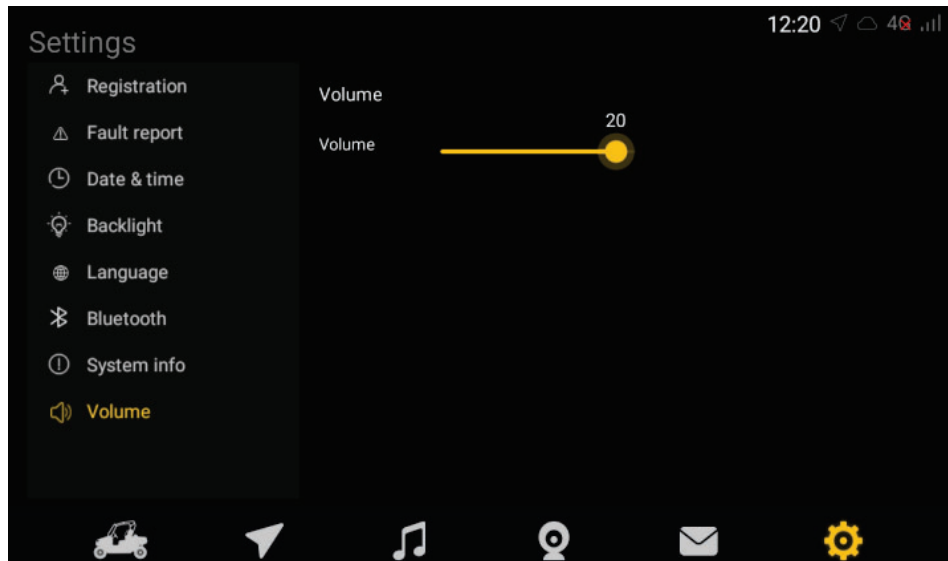 12:20 4G
Settings
Registration
Fault report
Date & time
Backlight
Language
Bluetooth
System info
Volume
Volume
20
Volume